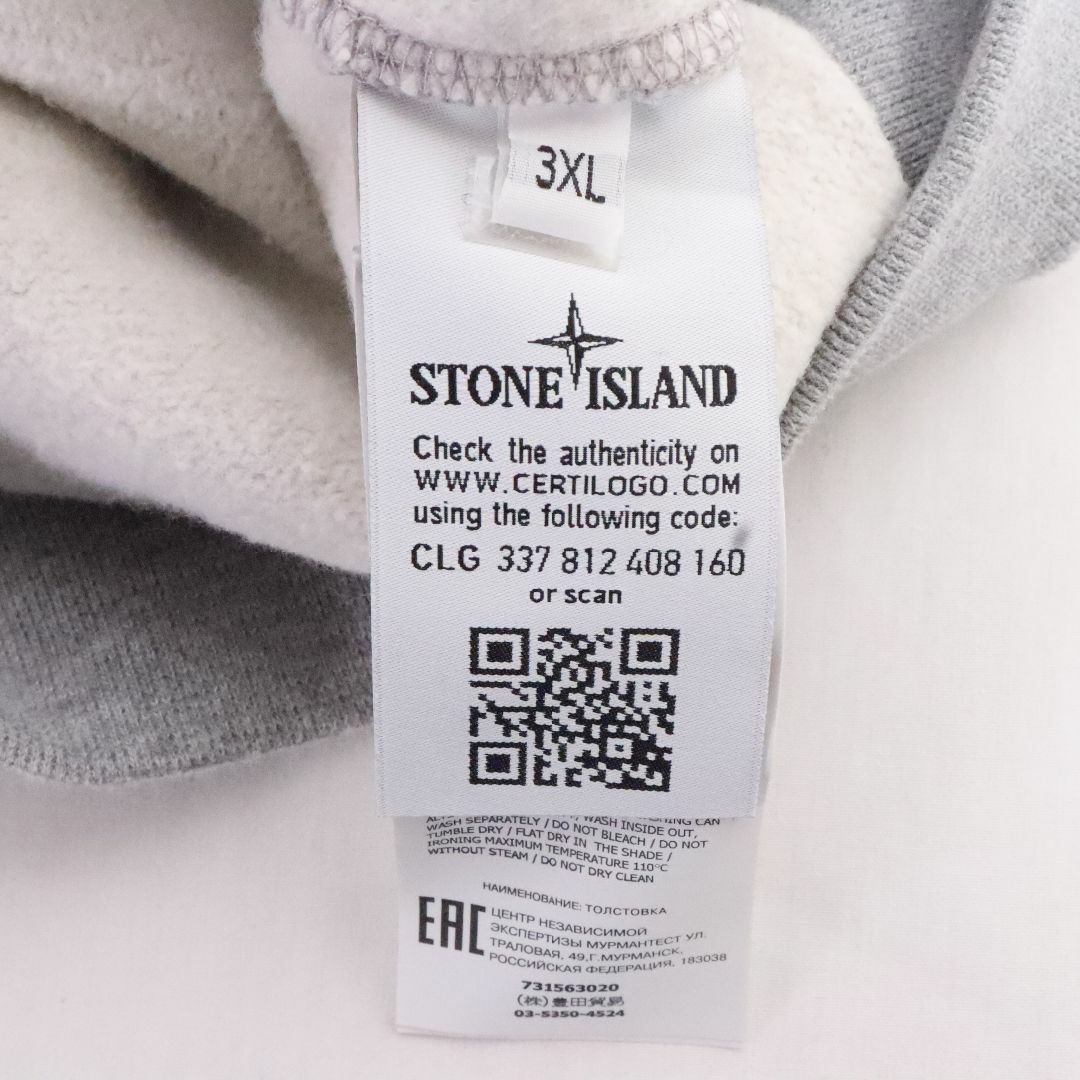 3XL
STONE ISLAND
Check the authenticity on
WWW.CERTILOGO.COM
using the following code:
CLG 337 812 408 160
or scan
WASH INSIDE OUT,
WASH SEPARATELY / DO NOT BLEACH / DO NOT
TUMBLE DRY / FLAT DRY IN THE SHADE /
IRONING MAXIMUM TEMPERATURE 110°C
WITHOUT STEAM / DO NOT DRY CLEAN
НАИМЕНОВАНИЕ: ТОЛСТОВКА
EAC
ЦЕНТР НЕЗАВИСИМОЙ
ЭКСПЕРТИЗЫ МУРМАНТЕСТ УЛ.
ТРАЛОВАЯ, 49,Г.МУРМАНСК,
РОССИЙСКАЯ ФЕДЕРАЦИЯ, 183038
731563020
(株)豊田貿易
03-5350-4524